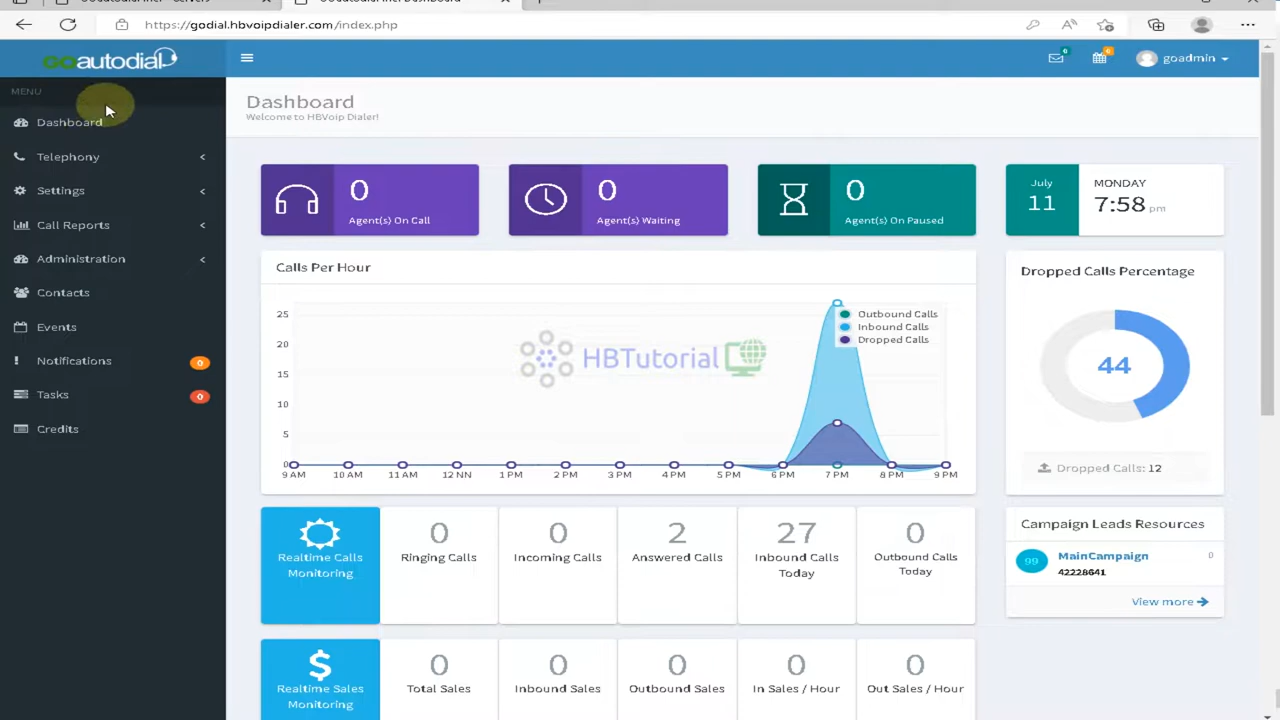 https://godial.hbvoipdialer.com/index.php
goautodial
goadmin
0
0
MENU
Dashboard
Telephony
Settings
Call Reports
Administration
Contacts
Events
Notifications
0
Tasks
0
Credits
Dashboard
Welcome to HBVoip Dialer!
0
Agent(s) On Call
0
Agent(s) Waiting
0
Agent(s) On Paused
July
11
MONDAY
7:58 pm
Calls Per Hour
25
20
15
10
5
0
9 AM 10 AM 11 AM 12 NN 1 PM 2 PM 3 PM 4 PM 5 PM 6 PM 7 PM 8 PM 9 PM
Outbound Calls
Inbound Calls
Dropped Calls
HBTutorial
Dropped Calls Percentage
44
Dropped Calls: 12
Realtime Calls
Monitoring
0
Ringing Calls
0
Incoming Calls
2
Answered Calls
27
Inbound Calls
Today
0
Outbound Calls
Today
Campaign Leads Resources
99
MainCampaign
0
42228641
View more
Realtime Sales
Monitoring
0
Total Sales
0
Inbound Sales
0
Outbound Sales
0
In Sales / Hour
0
Out Sales / Hour